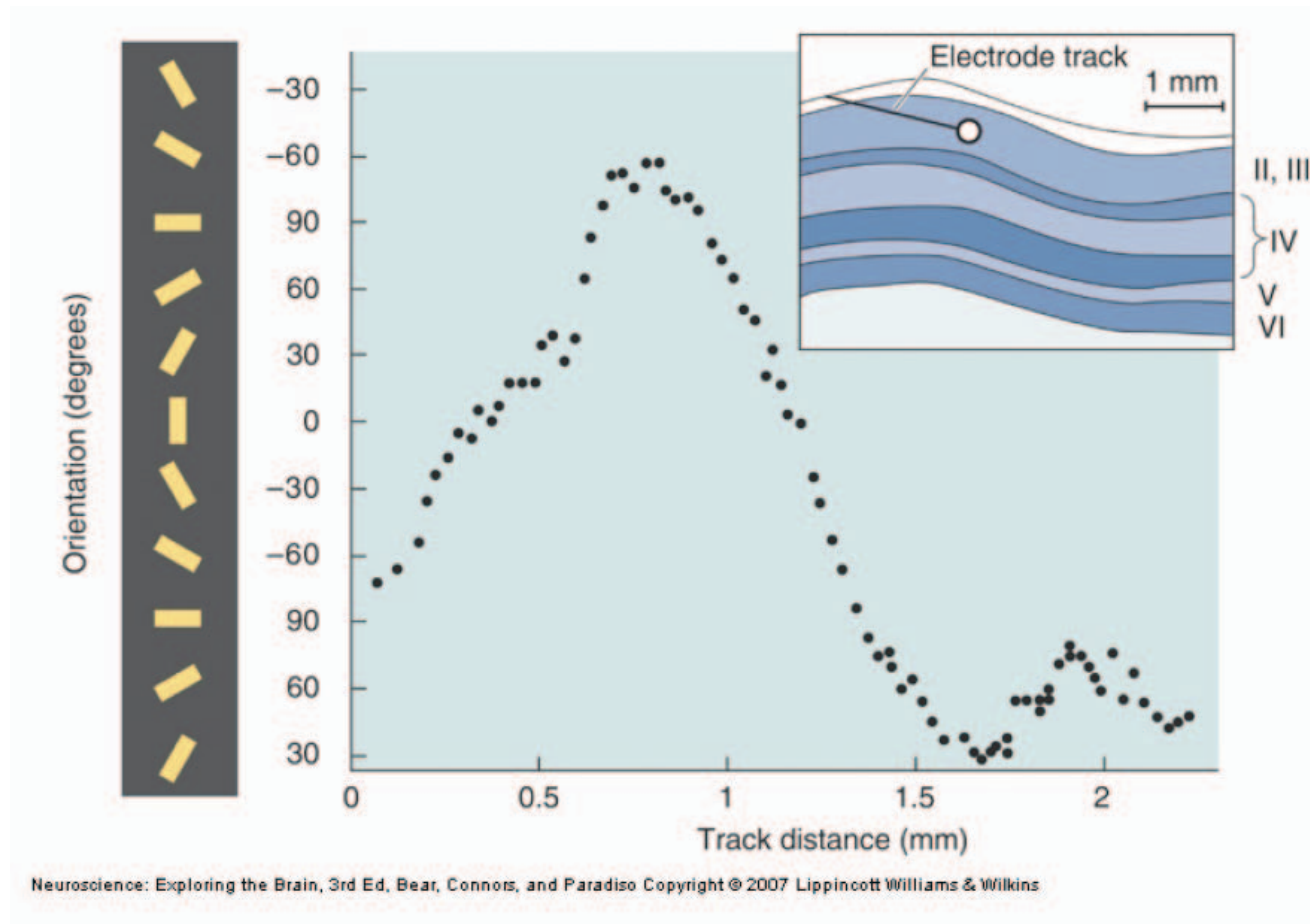 Orientation (degrees)
−30
−60
90
60
30
0
−30
−60
90
60
30
0
0.5
1
1.5
2
Track distance (mm)
Electrode track
1 mm
II, III
IV
V
VI
Neuroscience: Exploring the Brain, 3rd Ed, Bear, Connors, and Paradiso Copyright © 2007 Lippincott Williams & Wilkins